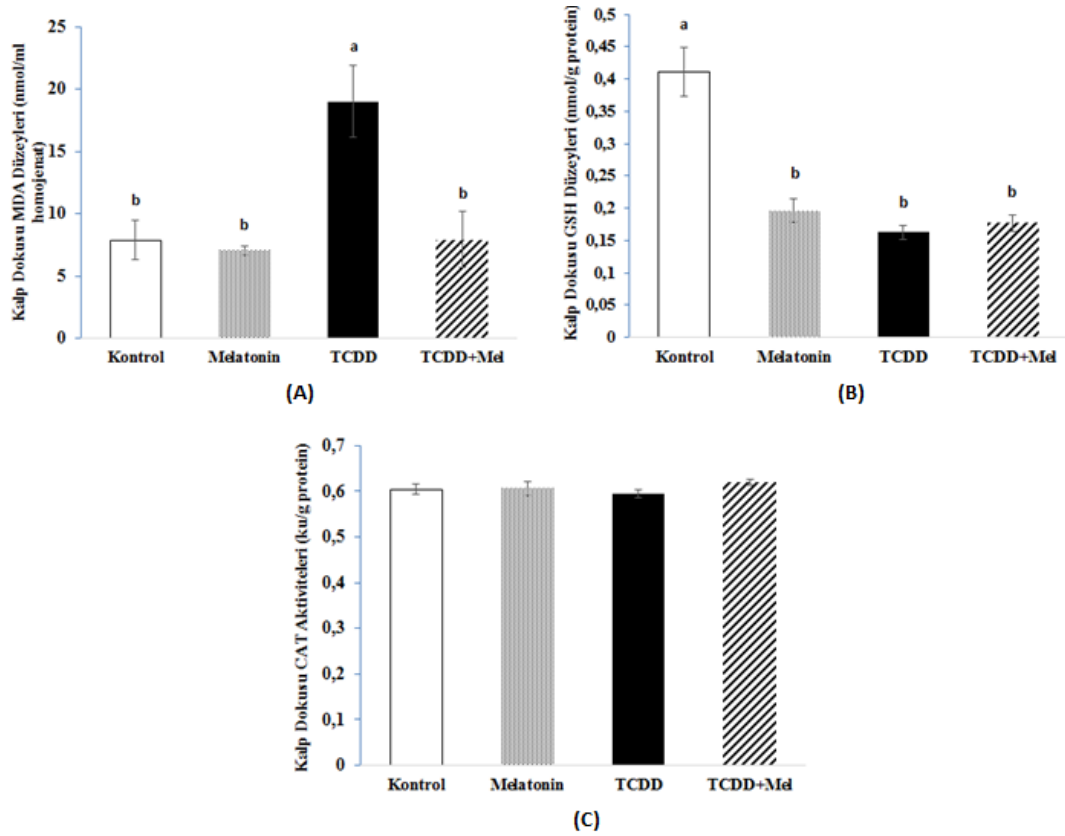 Kalp Dokusu MDA Düzeyleri (nmol/ml
homojenat)
25
20
15
10
5
0
a
b
b
b
Kontrol Melatonin TCDD TCDD+Mel
(A)
Kalp Dokusu GSH Düzeyleri (nmol/g protein)
0,5
0,45
0,4
0,35
0,3
0,25
0,2
0,15
0,1
0,05
0
a
b
b
b
Kontrol Melatonin TCDD TCDD+Mel
(B)
Kalp Dokusu CAT Aktiviteleri (ku/g protein)
0,7
0,6
0,5
0,4
0,3
0,2
0,1
0
Kontrol Melatonin TCDD TCDD+Mel
(C)